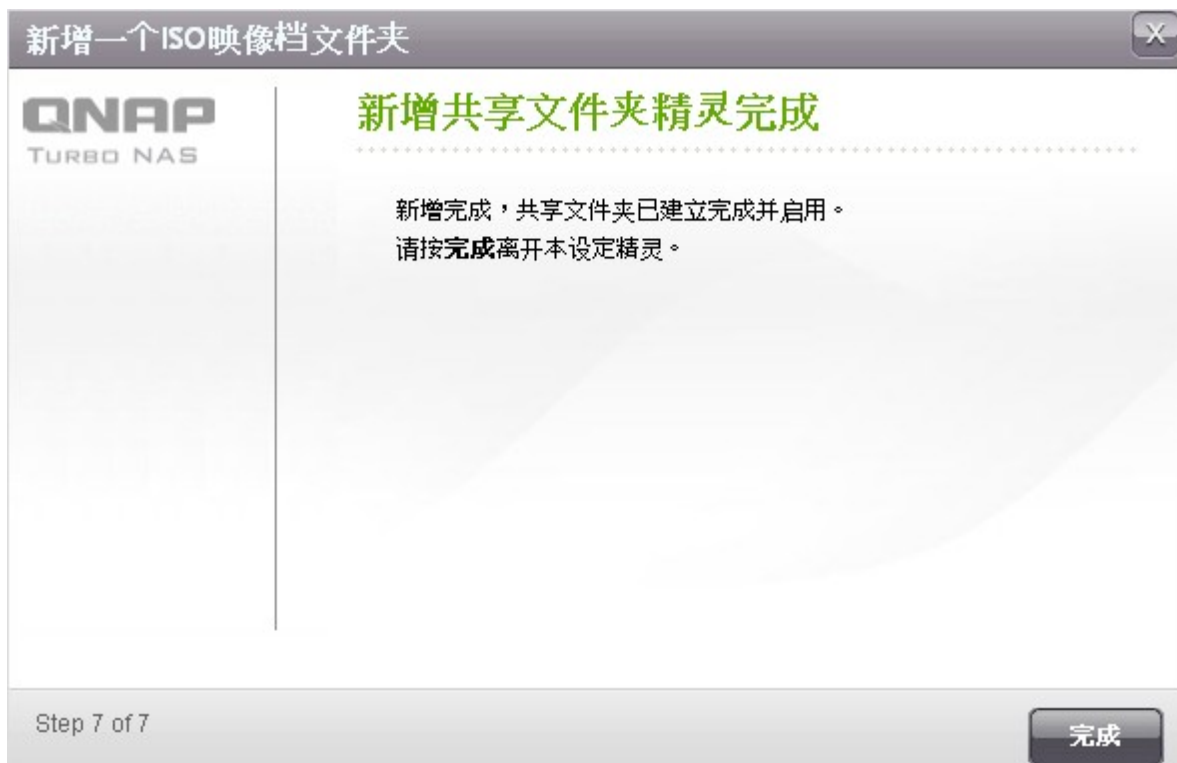 新增一个ISO映像档文件夹
X
QNAP
TURBO NAS
新增共享文件夹精灵完成
新增完成，共享文件夹已建立完成并启用。
请按完成离开本设定精灵。
Step 7 of 7
完成